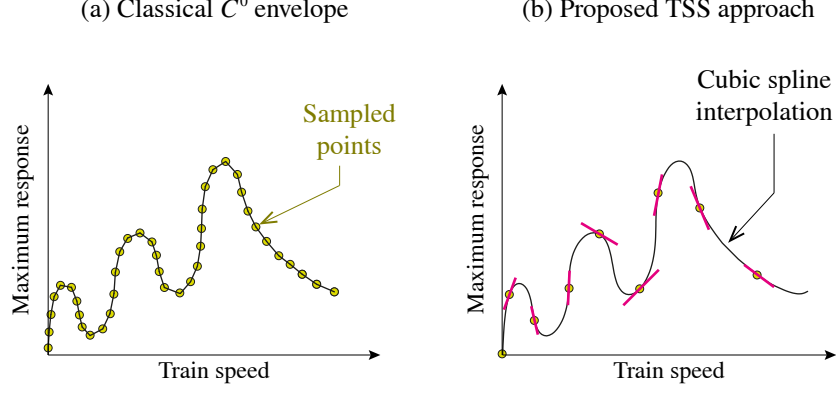 (a) Classical C⁰ envelope
(b) Proposed TSS approach
Sampled
points
Cubic spline
interpolation
Maximum response
Train speed
Maximum response
Train speed